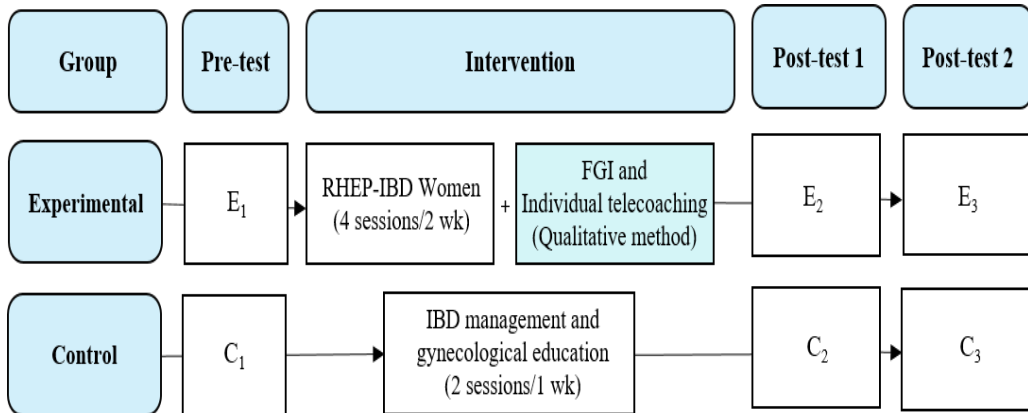 Group
Pre-test
Intervention
Post-test 1
Post-test 2
Experimental
E1
RHEP-IBD Women
(4 sessions/2 wk)
+
FGI and
Individual telecoaching
(Qualitative method)
E2
E3
Control
C1
IBD management and
gynecological education
(2 sessions/1 wk)
C2
C3